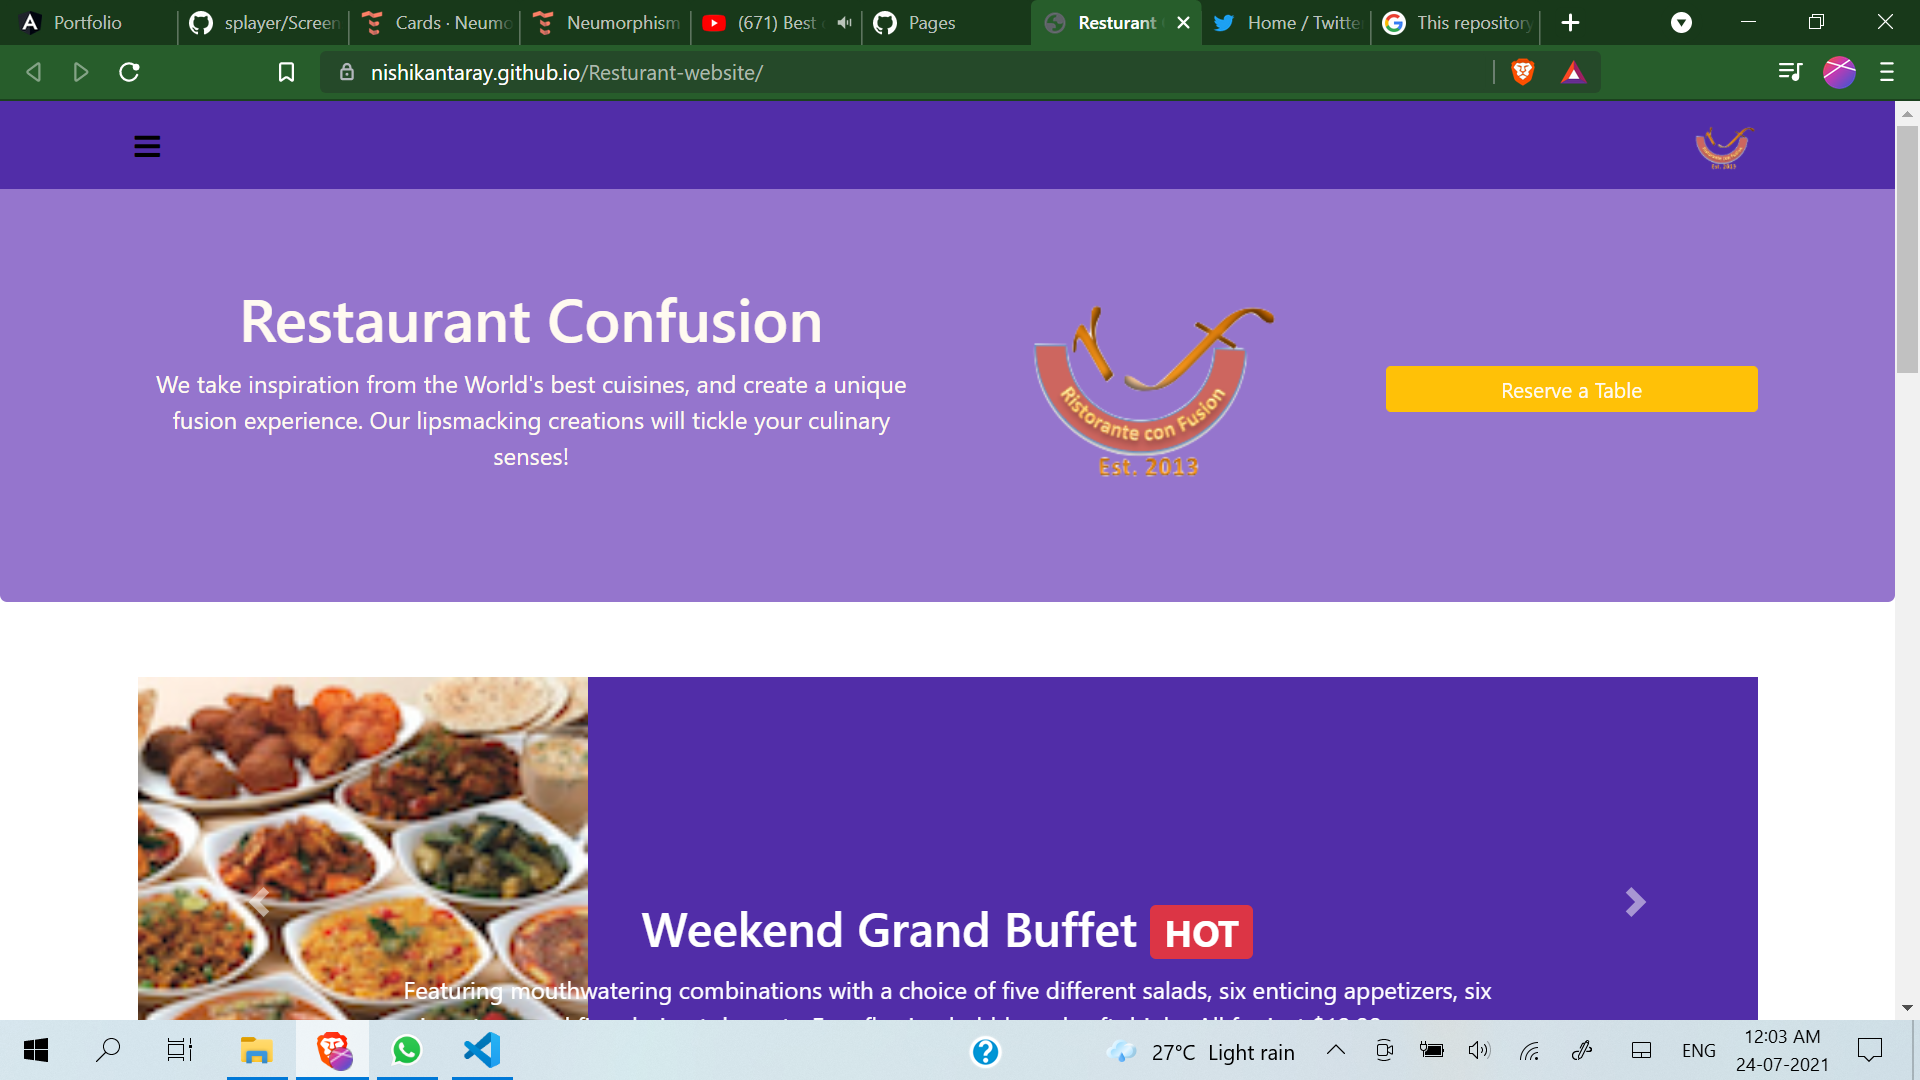 Portfolio
splayer/Screen
Cards · Neumo
Neumorphism
(671) Best
Pages
Resturant
Home / Twitte
This repository
nishikantaray.github.io/Resturant-website/
Restaurant Confusion
We take inspiration from the World's best cuisines, and create a unique
fusion experience. Our lipsmacking creations will tickle your culinary
senses!
Ristorante con Fusion
Est. 2013
Reserve a Table
Weekend Grand Buffet HOT
Featuring mouthwatering combinations with a choice of five different salads, six enticing appetizers, six
27°C Light rain
ENG
12:03 AM
24-07-2021